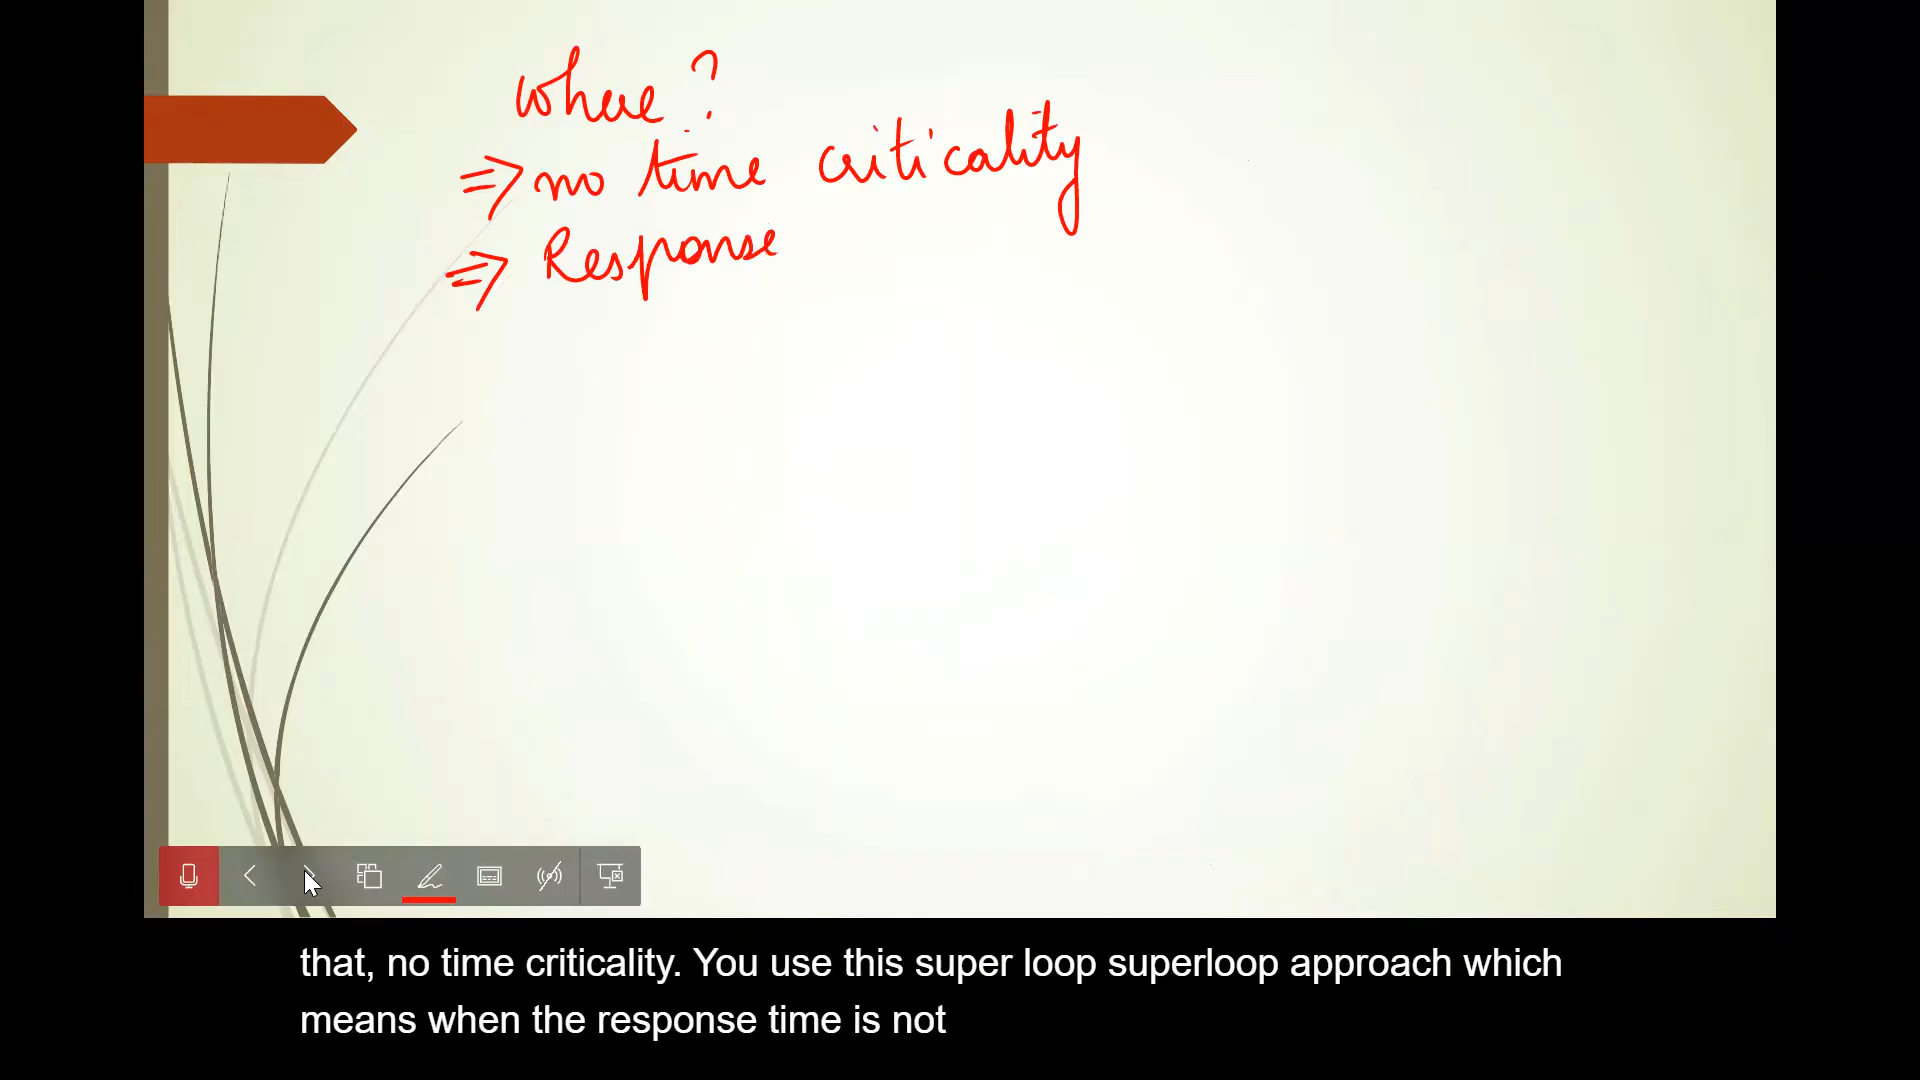 where?
⇒ no time criticality
⇒ Response
that, no time criticality. You use this super loop superloop approach which
means when the response time is not